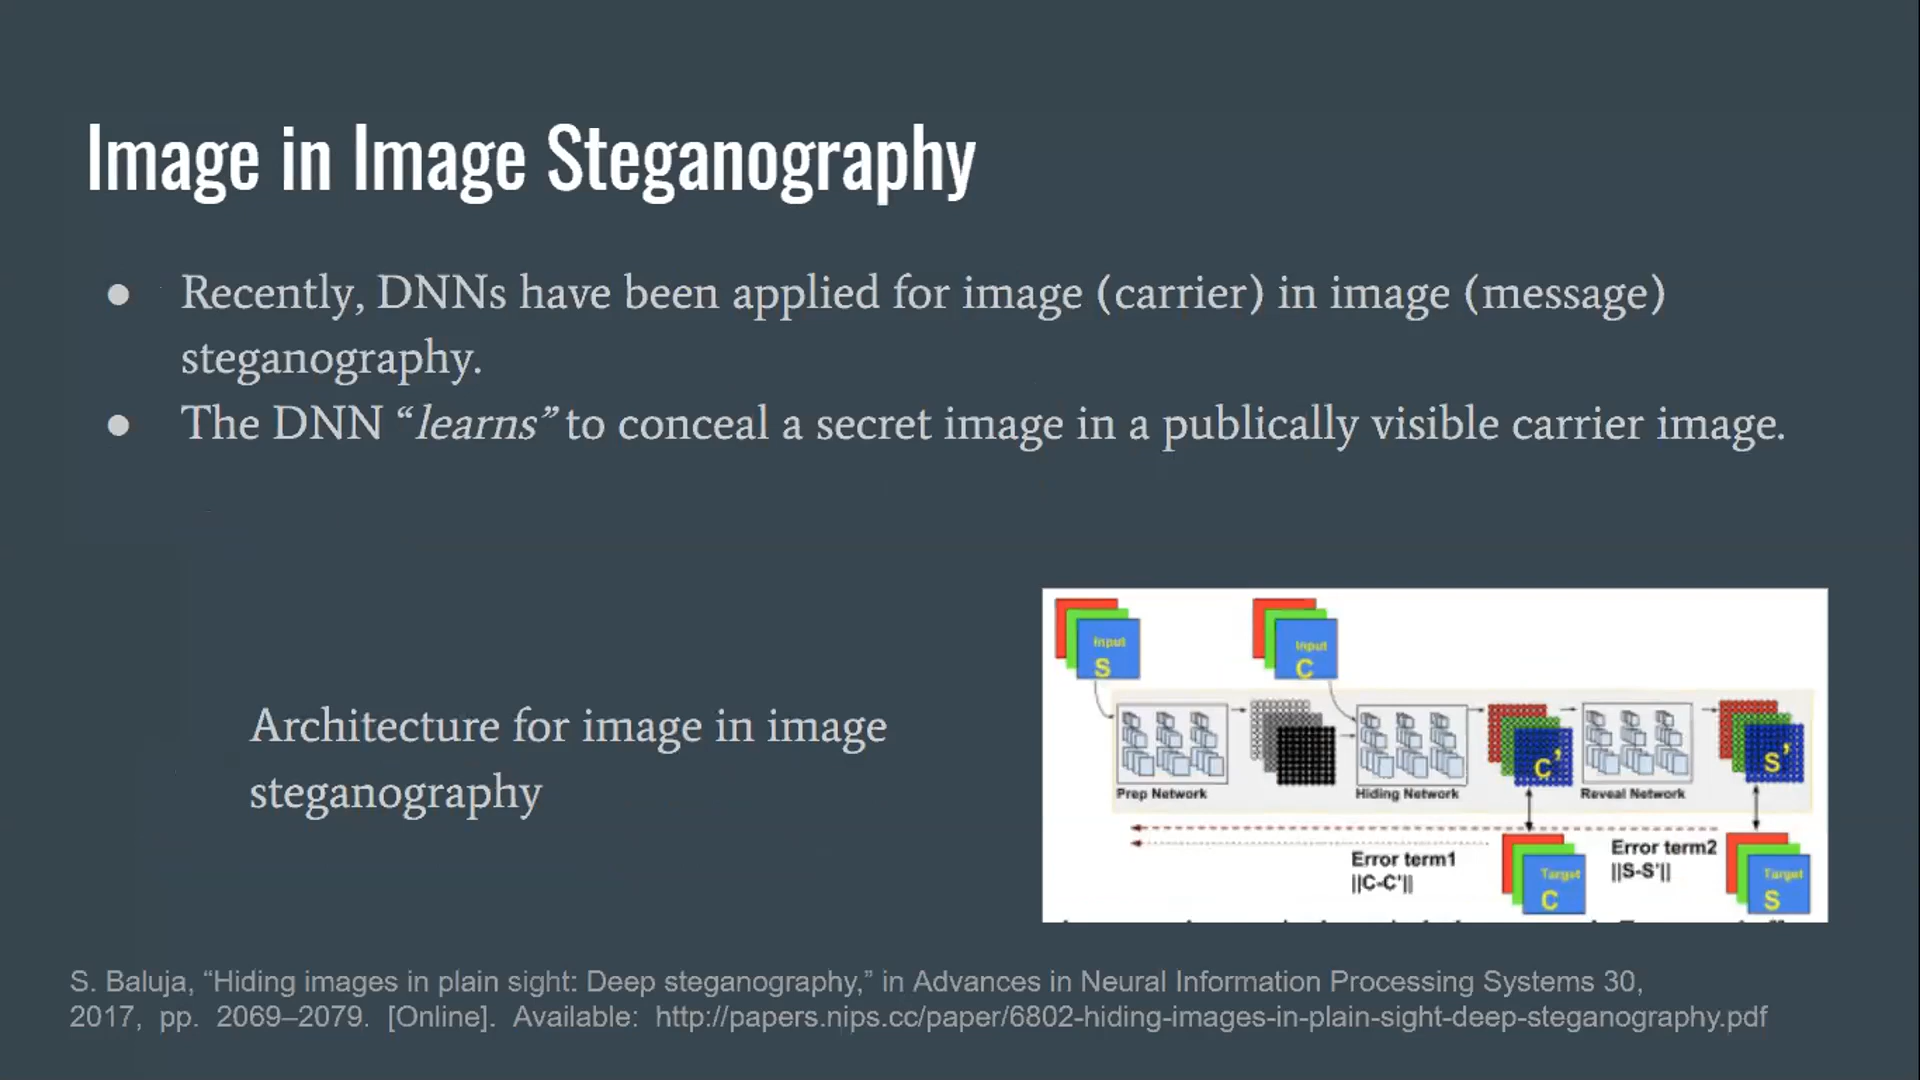 Image in Image Steganography
● Recently, DNNs have been applied for image (carrier) in image (message)
steganography.
● The DNN “learns” to conceal a secret image in a publically visible carrier image.
Architecture for image in image
steganography
Input
S
Input
C
Prep Network
Hiding Network
C'
Reveal Network
S'
Error term1
||C-C'||
Target
C
Error term2
||S-S'||
Target
S
S. Baluja, “Hiding images in plain sight: Deep steganography,” in Advances in Neural Information Processing Systems 30,
2017, pp. 2069–2079. [Online]. Available: http://papers.nips.cc/paper/6802-hiding-images-in-plain-sight-deep-steganography.pdf